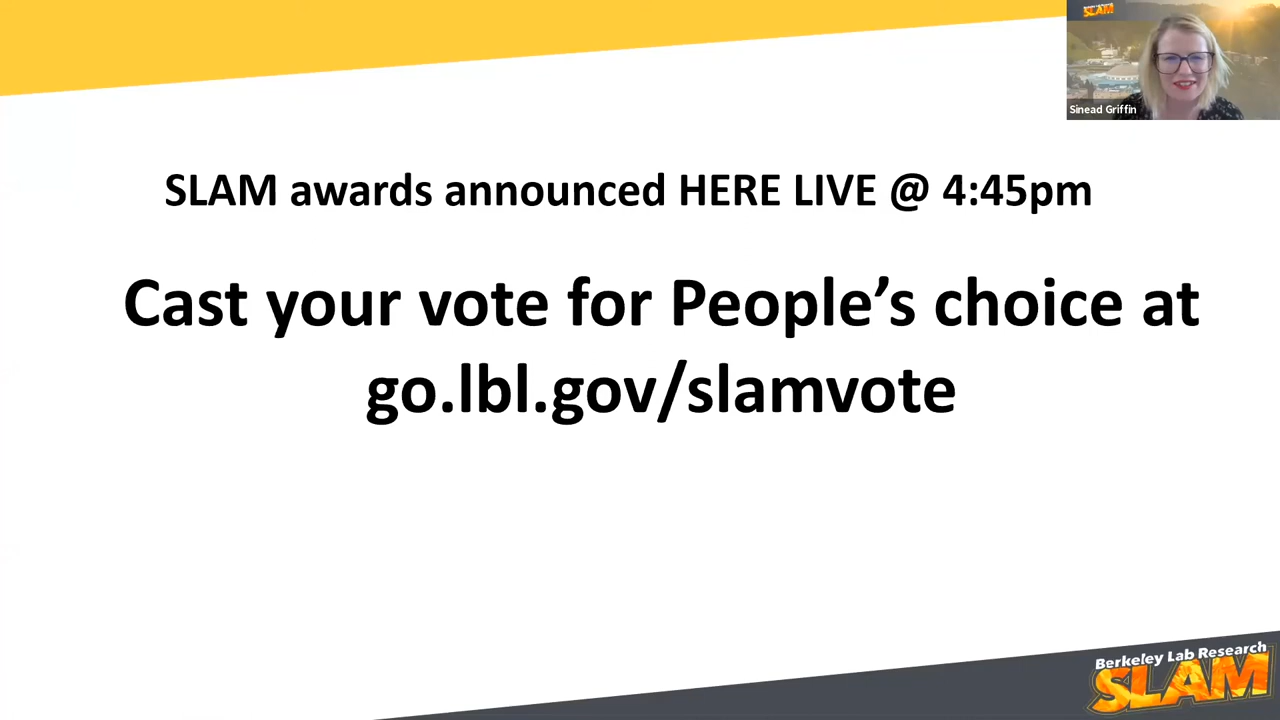 SLAM
Sinead Griffin
SLAM awards announced HERE LIVE @ 4:45pm
Cast your vote for People’s choice at
go.lbl.gov/slamvote
Berkeley Lab Research
SLAM